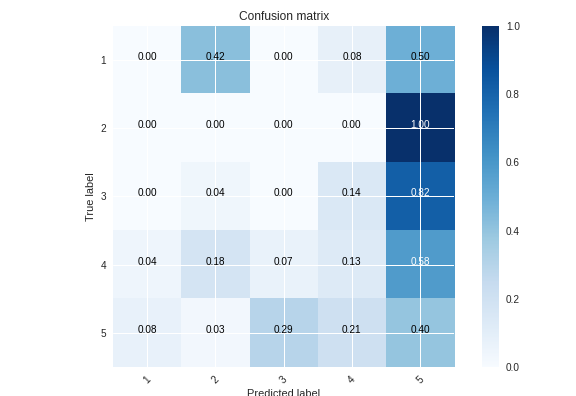 Confusion matrix
1 0.00 0.42 0.00 0.08 0.50
2 0.00 0.00 0.00 0.00 1.00
3 0.00 0.04 0.00 0.14 0.82
4 0.04 0.18 0.07 0.13 0.58
5 0.08 0.03 0.29 0.21 0.40
1 2 3 4 5
True label
Predicted label
1.0
0.8
0.6
0.4
0.2
0.0